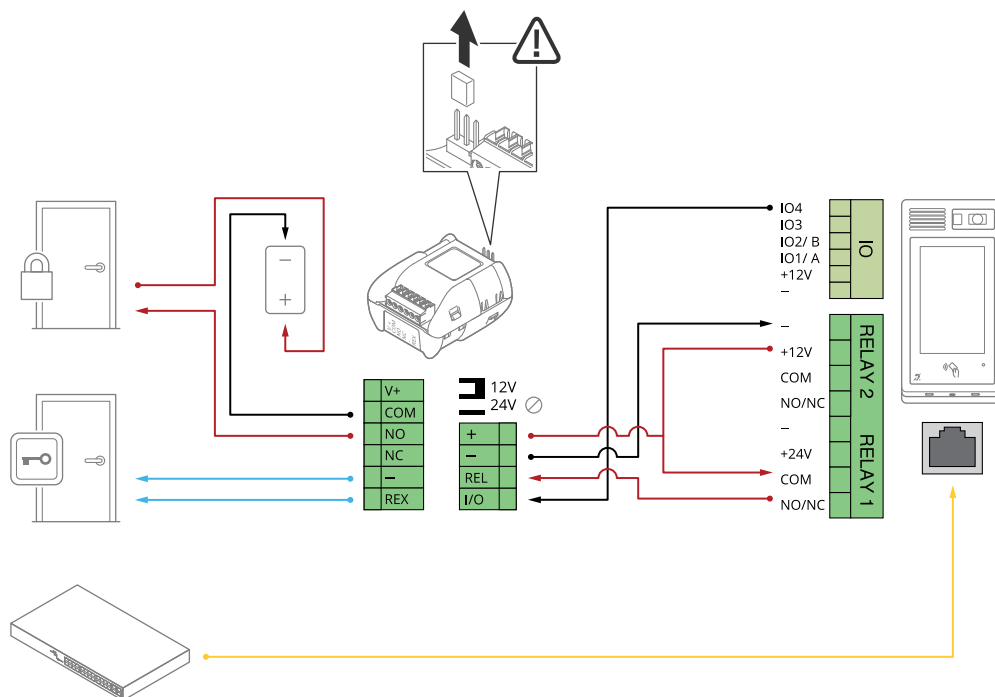 IO4
IO3
IO2/ B
IO1/ A
+12V
–
IO
–
+12V
COM
NO/NC
–
+24V
COM
NO/NC
RELAY 2
RELAY 1
–
+
V+
COM
NO
NC
–
REX
12V
24V
+
–
REL
I/O